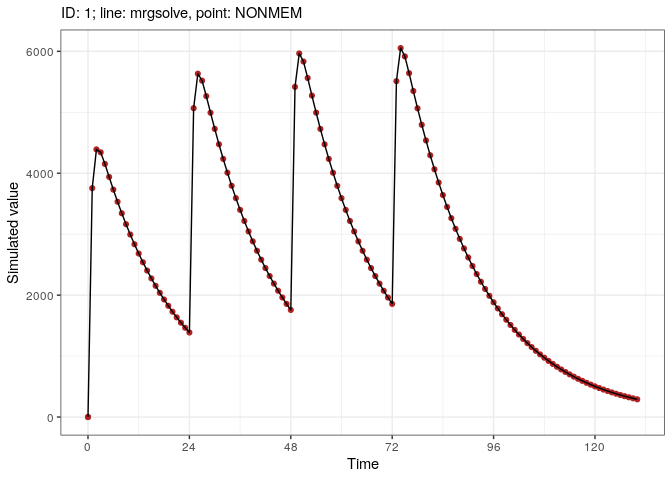 ID: 1; line: mrgsolve, point: NONMEM
Simulated value
6000
4000
2000
0
0 24 48 72 96 120
Time